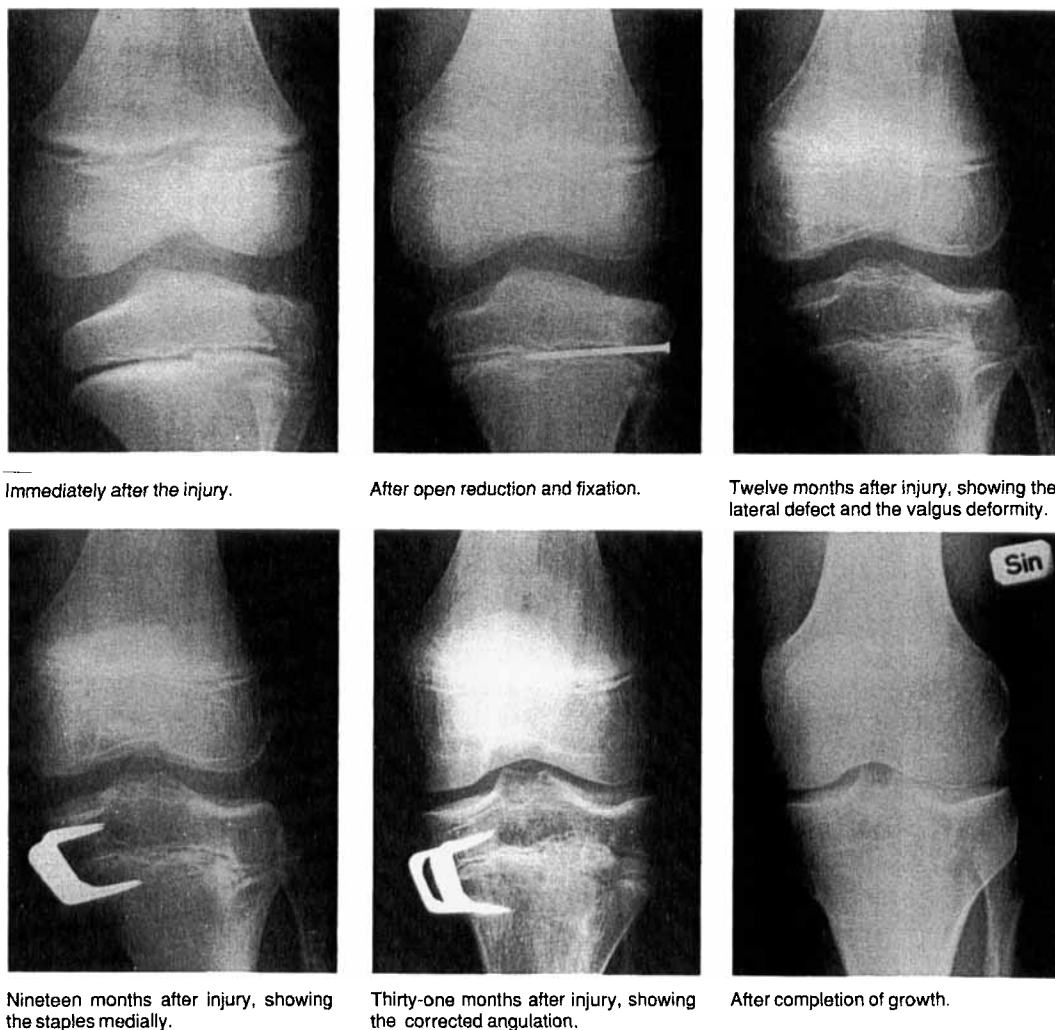 Immediately after the injury.
After open reduction and fixation.
Twelve months after injury, showing the
lateral defect and the valgus deformity.
Sin
Nineteen months after injury, showing
the staples medially.
Thirty-one months after injury, showing
the corrected angulation.
After completion of growth.